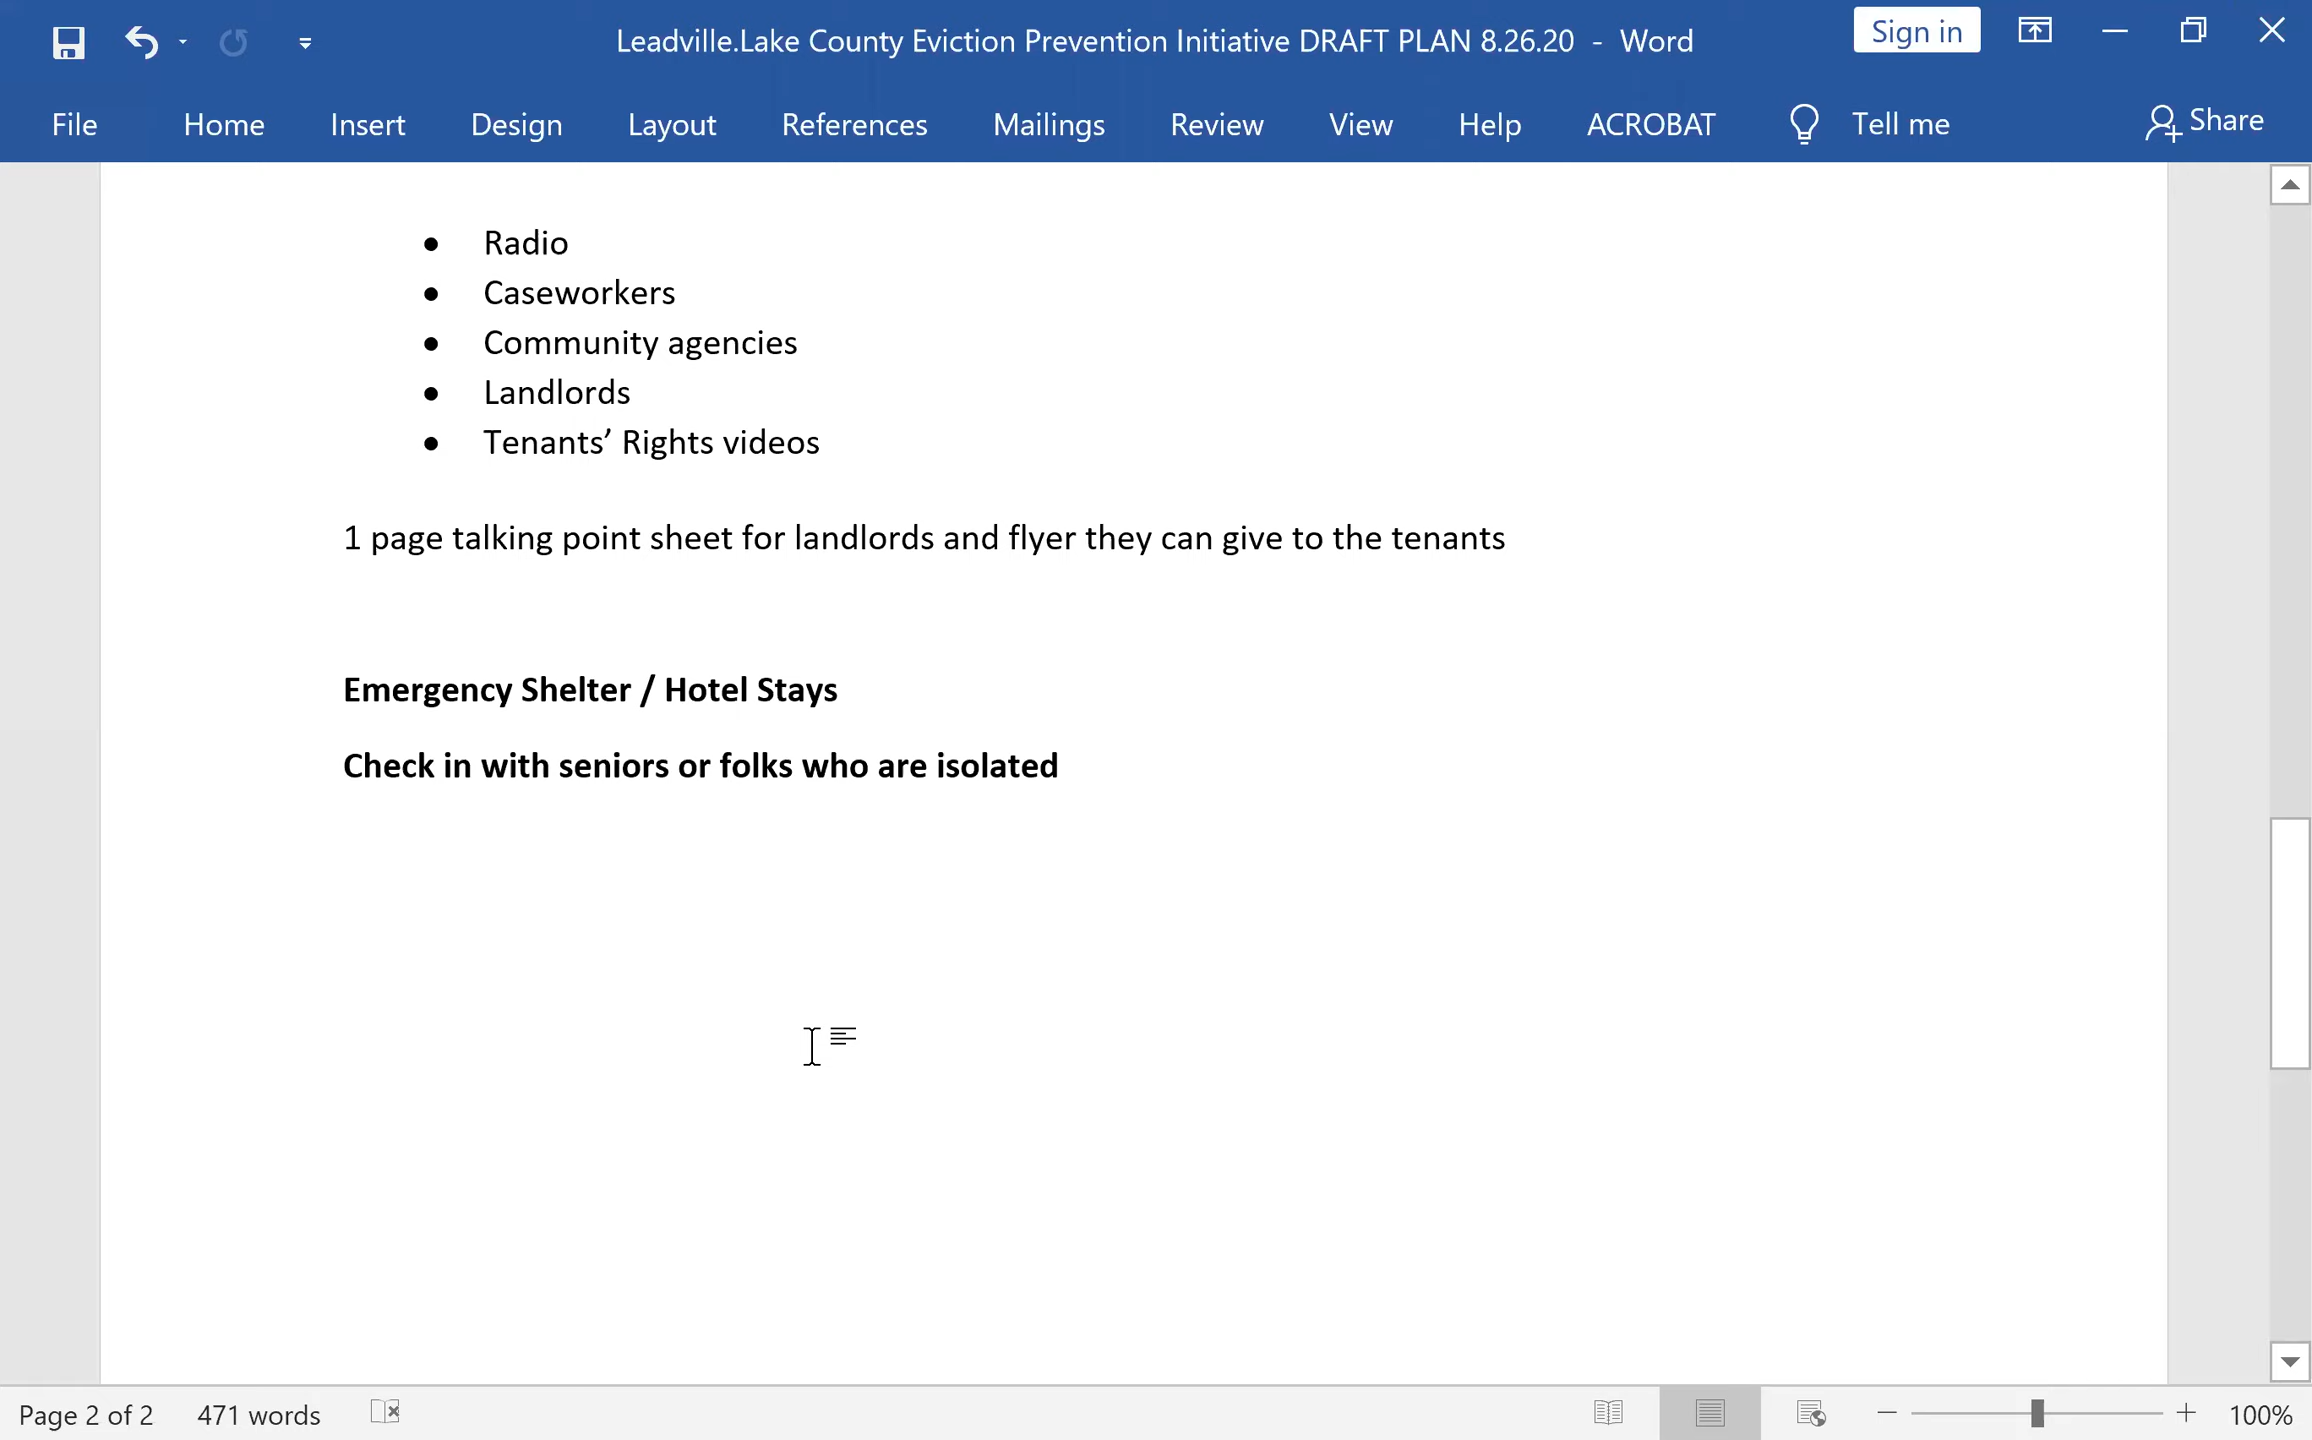 Leadville.Lake County Eviction Prevention Initiative DRAFT PLAN 8.26.20 - Word
Sign in
File Home Insert Design Layout References Mailings Review View Help ACROBAT Tell me Share
• Radio
• Caseworkers
• Community agencies
• Landlords
• Tenants’ Rights videos
1 page talking point sheet for landlords and flyer they can give to the tenants
Emergency Shelter / Hotel Stays
Check in with seniors or folks who are isolated
Page 2 of 2 471 words 100%